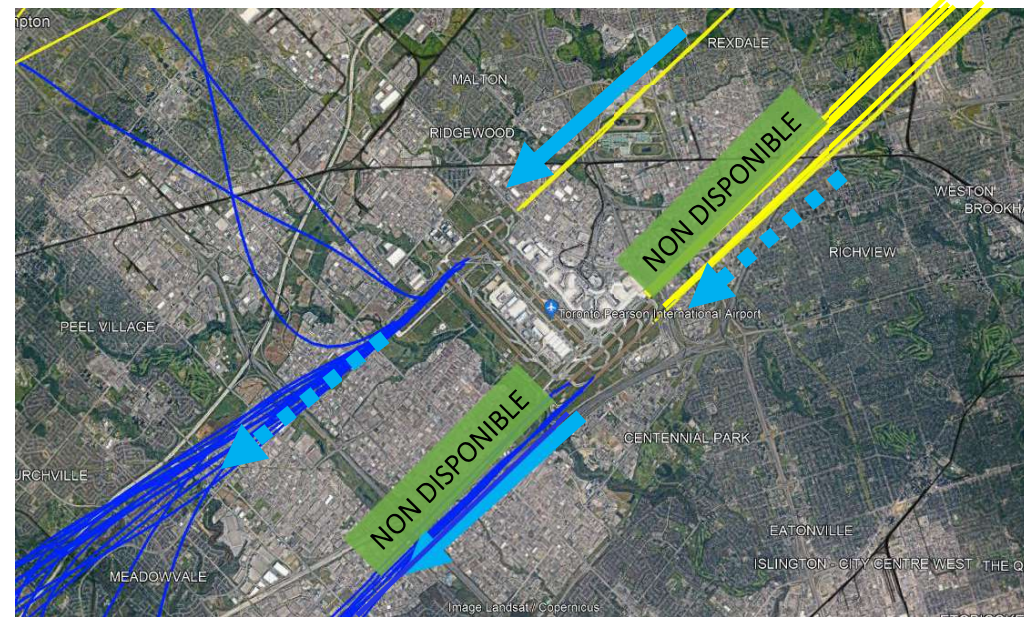 mpton
REXDALE
MALTON
RIDGEWOOD
NON DISPONIBLE
WESTON
BROOKHA
RICHVIEW
Toronto Pearson International Airport
PEEL VILLAGE
NON DISPONIBLE
CENTENNIAL PARK
URCHVILLE
EATONVILLE
ISLINGTON - CITY CENTRE WEST
THE Q
MEADOWVALE
Image Landsat / Copernicus